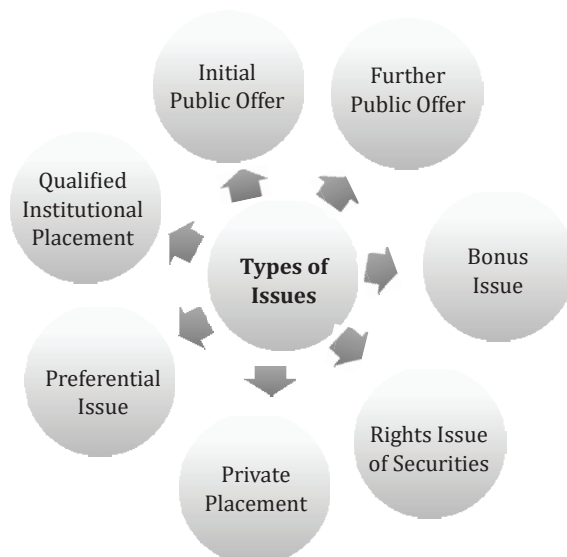 Initial
Public Offer
Further
Public Offer
Qualified
Institutional
Placement
Types of
Issues
Bonus
Issue
Preferential
Issue
Rights Issue
of Securities
Private
Placement